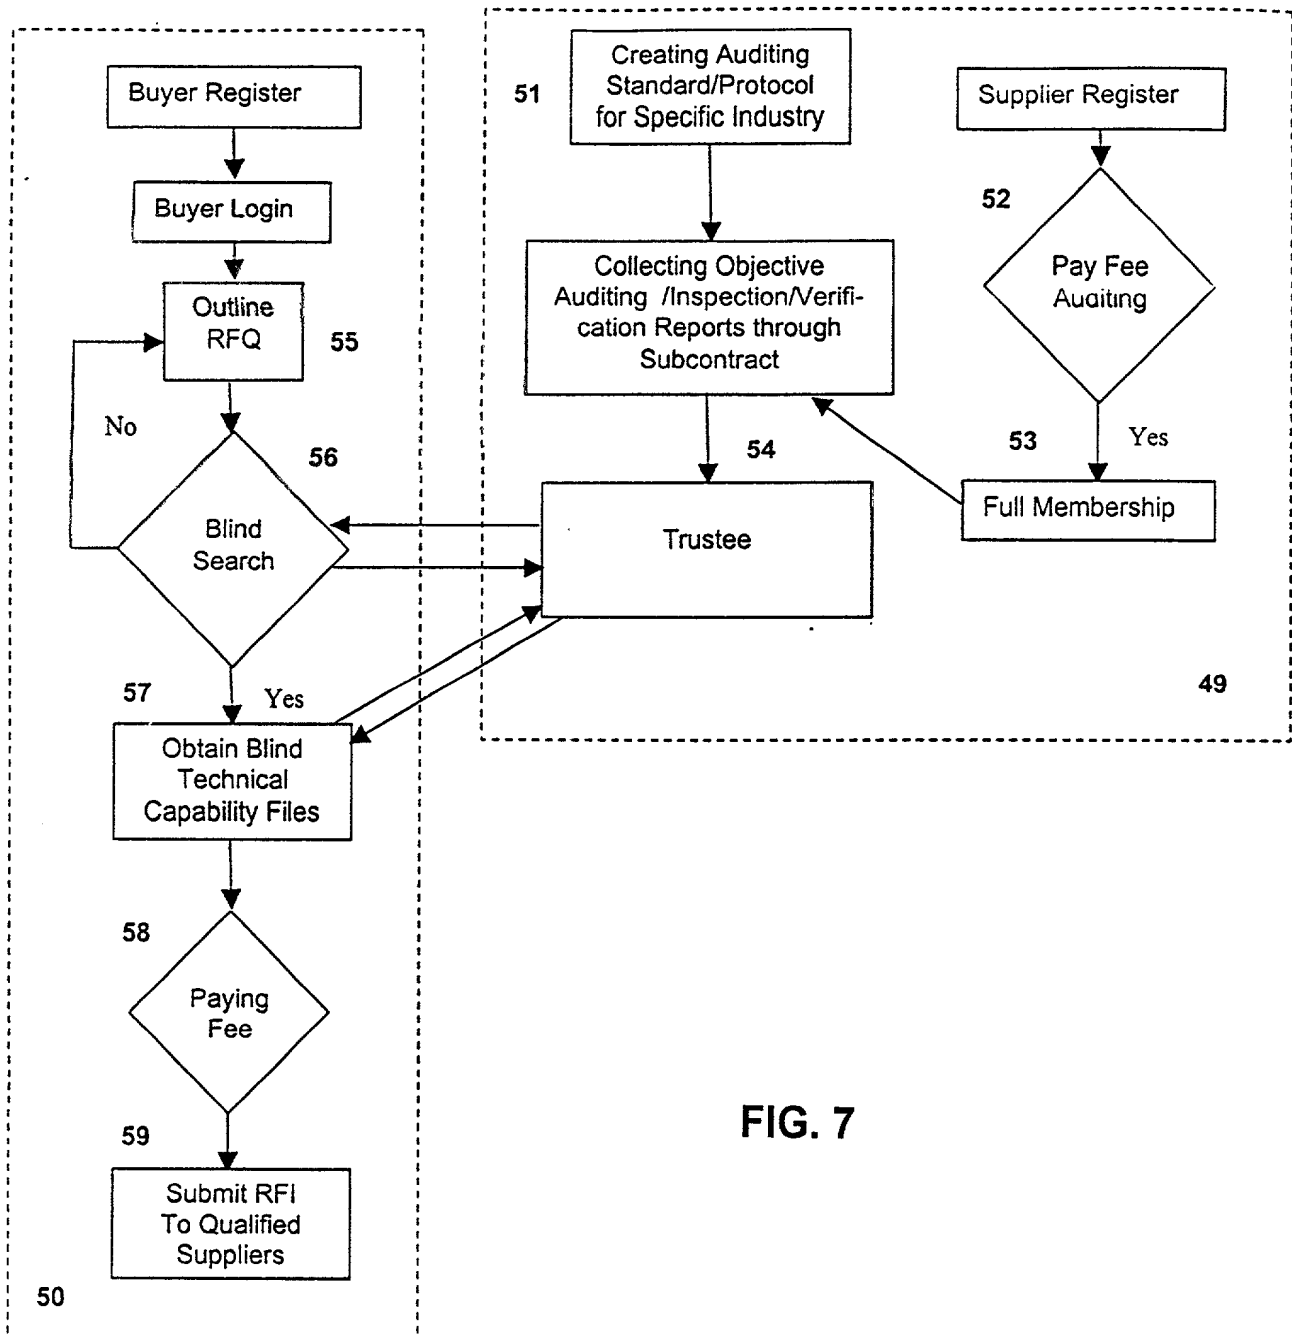 Buyer Register
Buyer Login
Outline
RFQ
55
No
56
Blind
Search
57
Yes
Obtain Blind
Technical
Capability Files
58
Paying
Fee
59
Submit RFI
To Qualified
Suppliers
50
51
Creating Auditing
Standard/Protocol
for Specific Industry
Collecting Objective
Auditing /Inspection/Verifi-
cation Reports through
Subcontract
54
Trustee
Supplier Register
52
Pay Fee
Auditing
53
Yes
Full Membership
49
FIG. 7